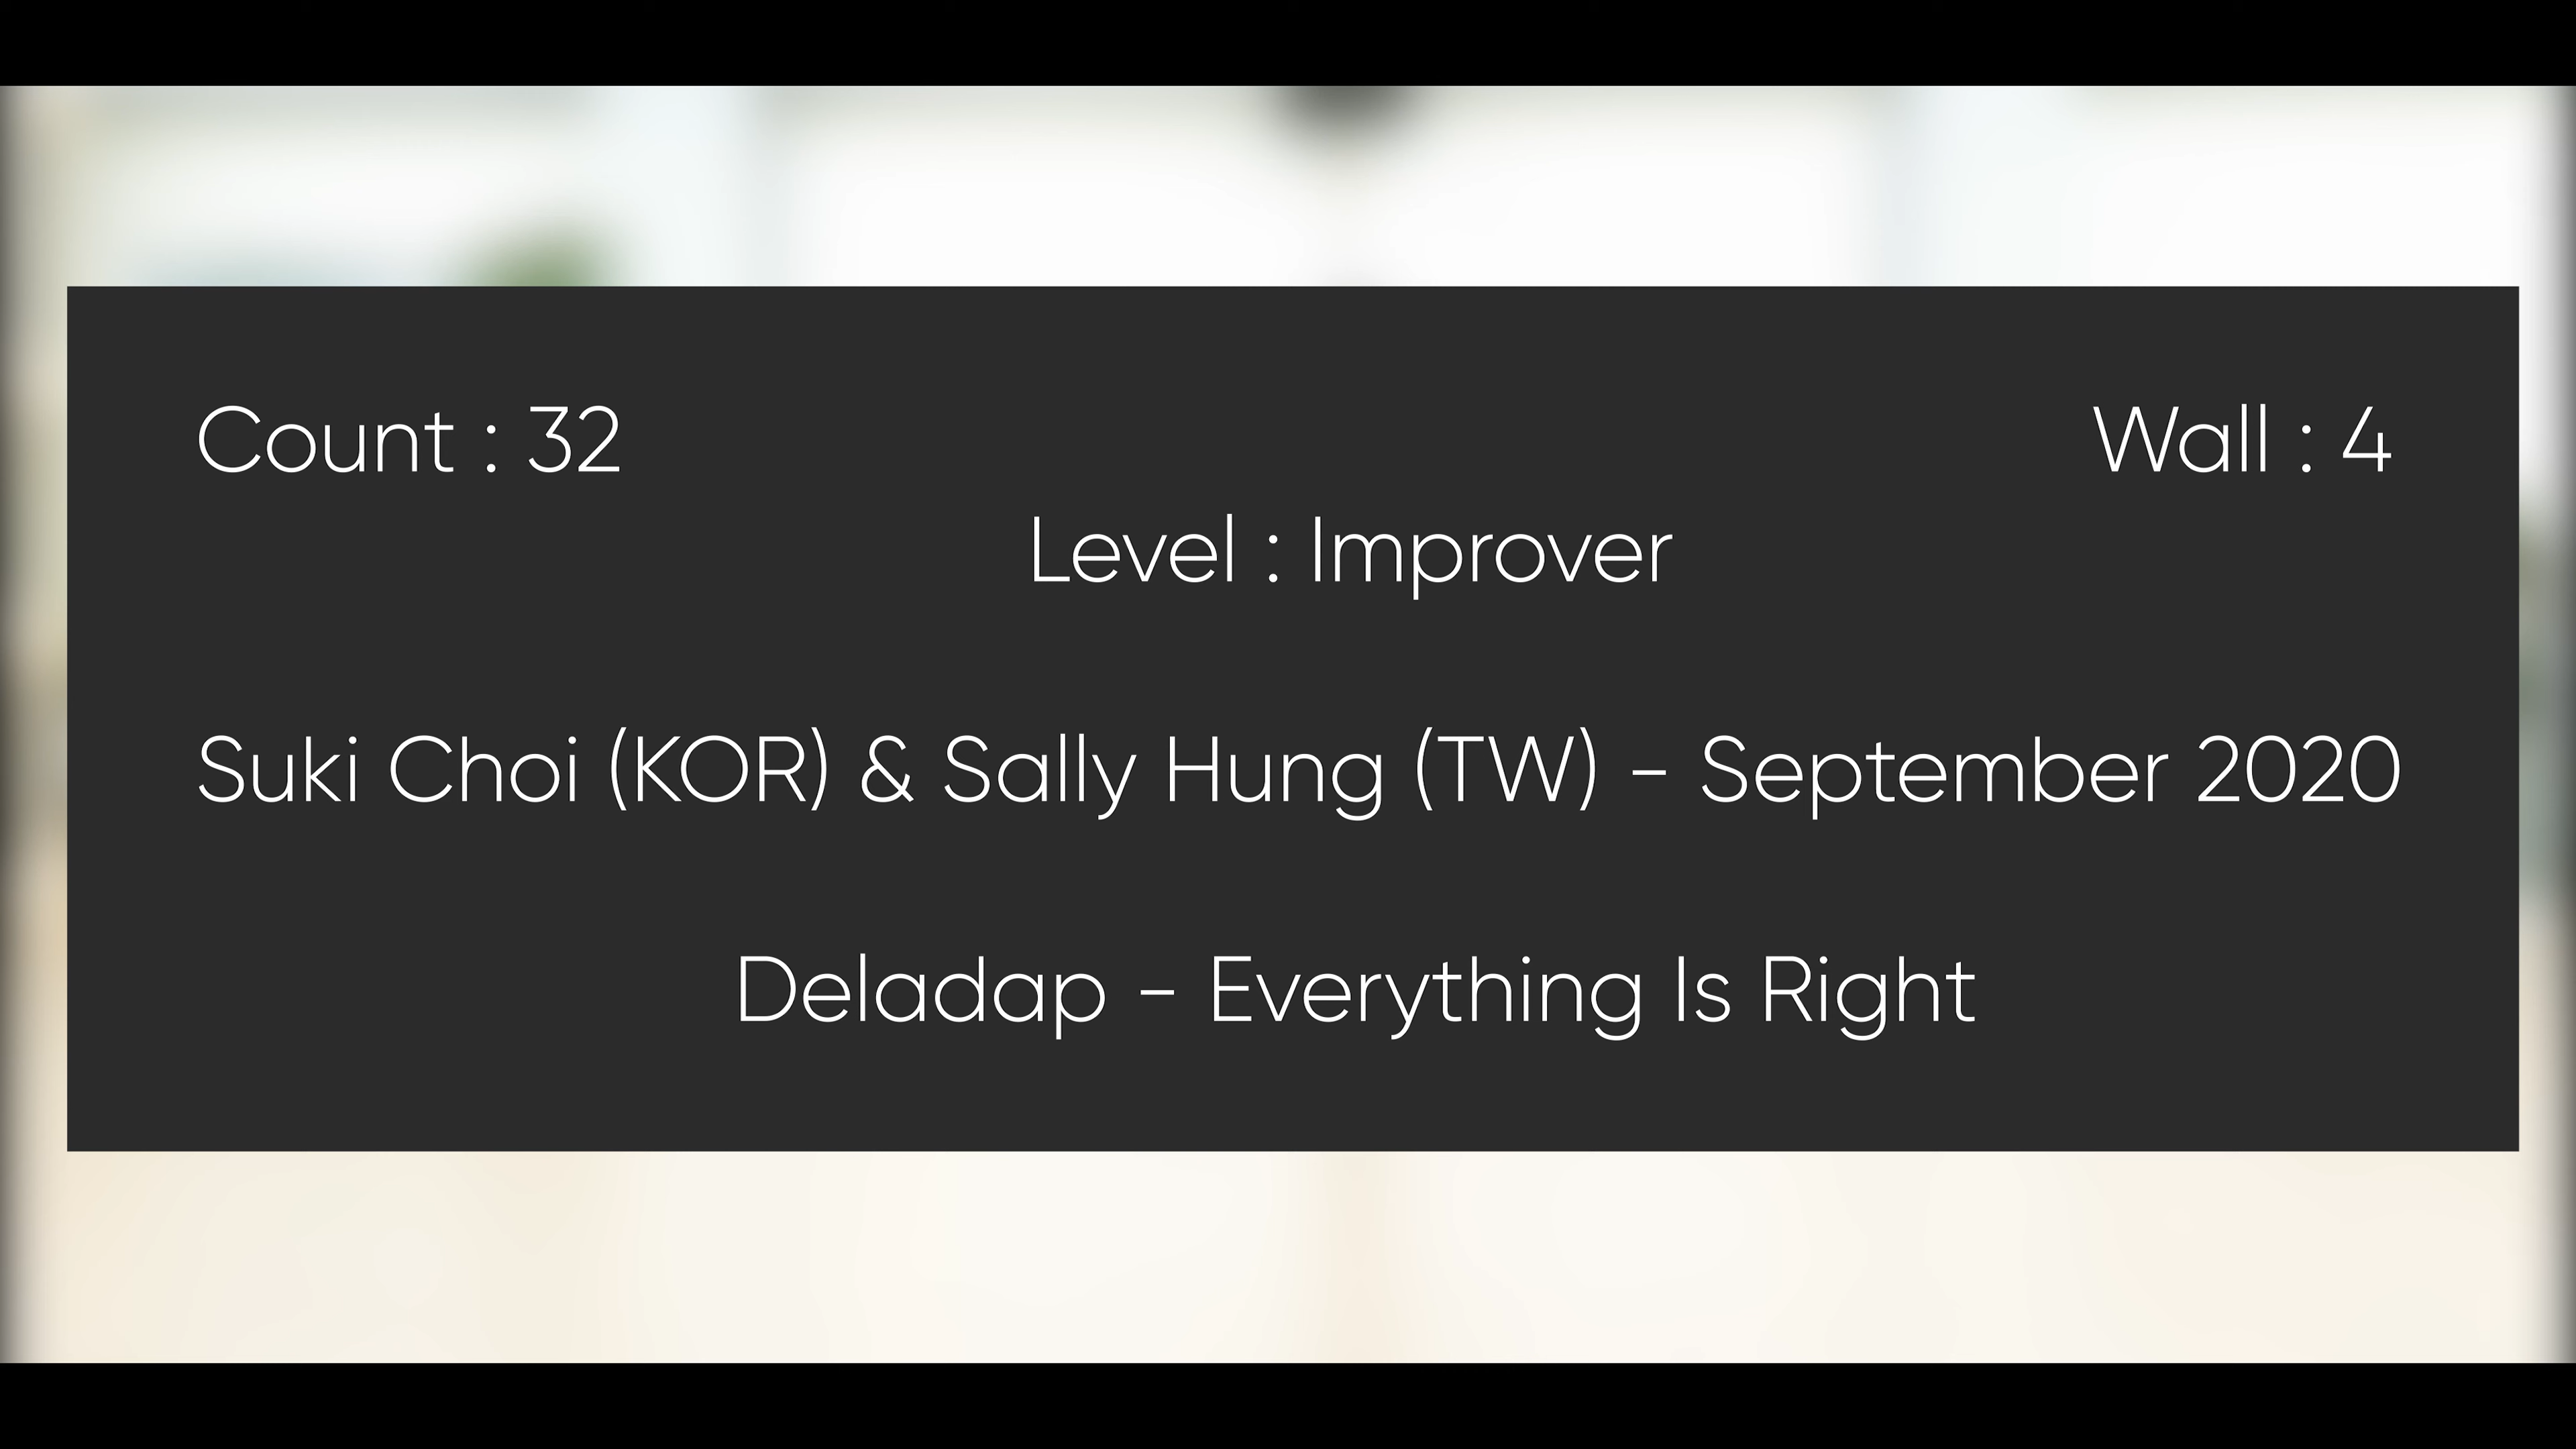 Count : 32 Wall : 4
Level : Improver
Suki Choi (KOR) & Sally Hung (TW) - September 2020
Deladap - Everything Is Right